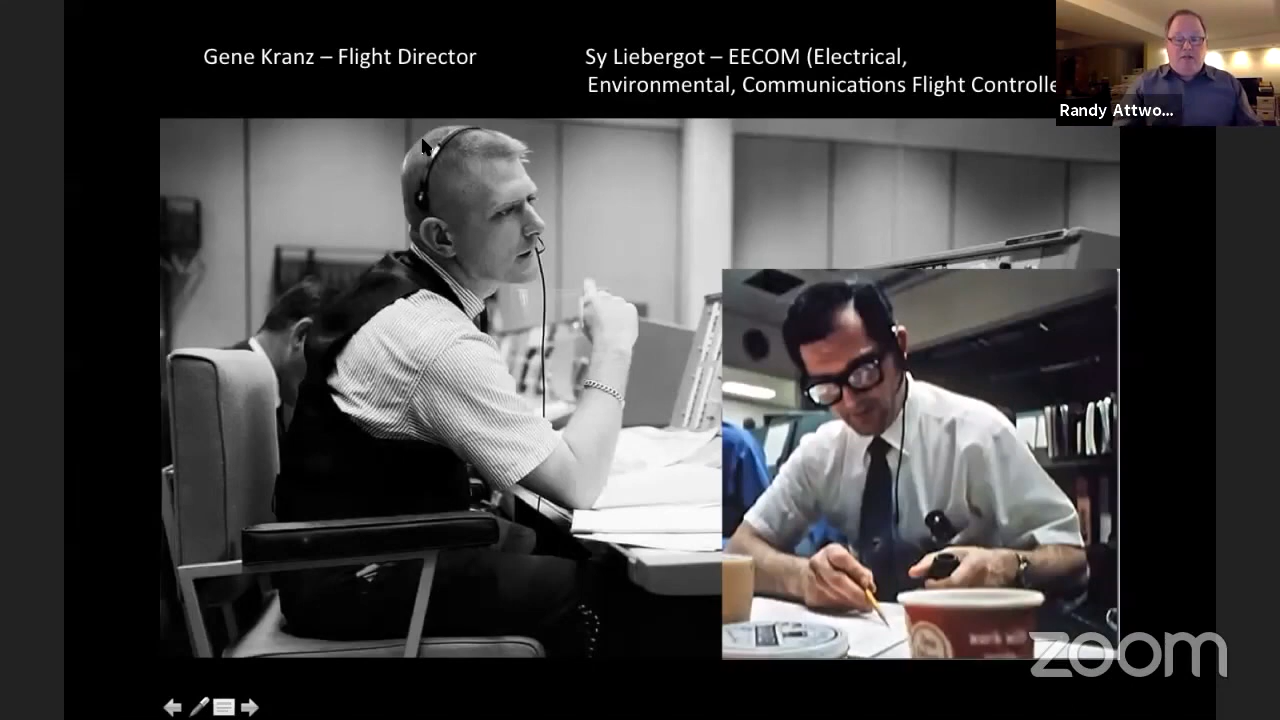 Gene Kranz – Flight Director
Sy Liebergot – EECOM (Electrical,
Environmental, Communications Flight Controlle
Randy Attwo...
zoom